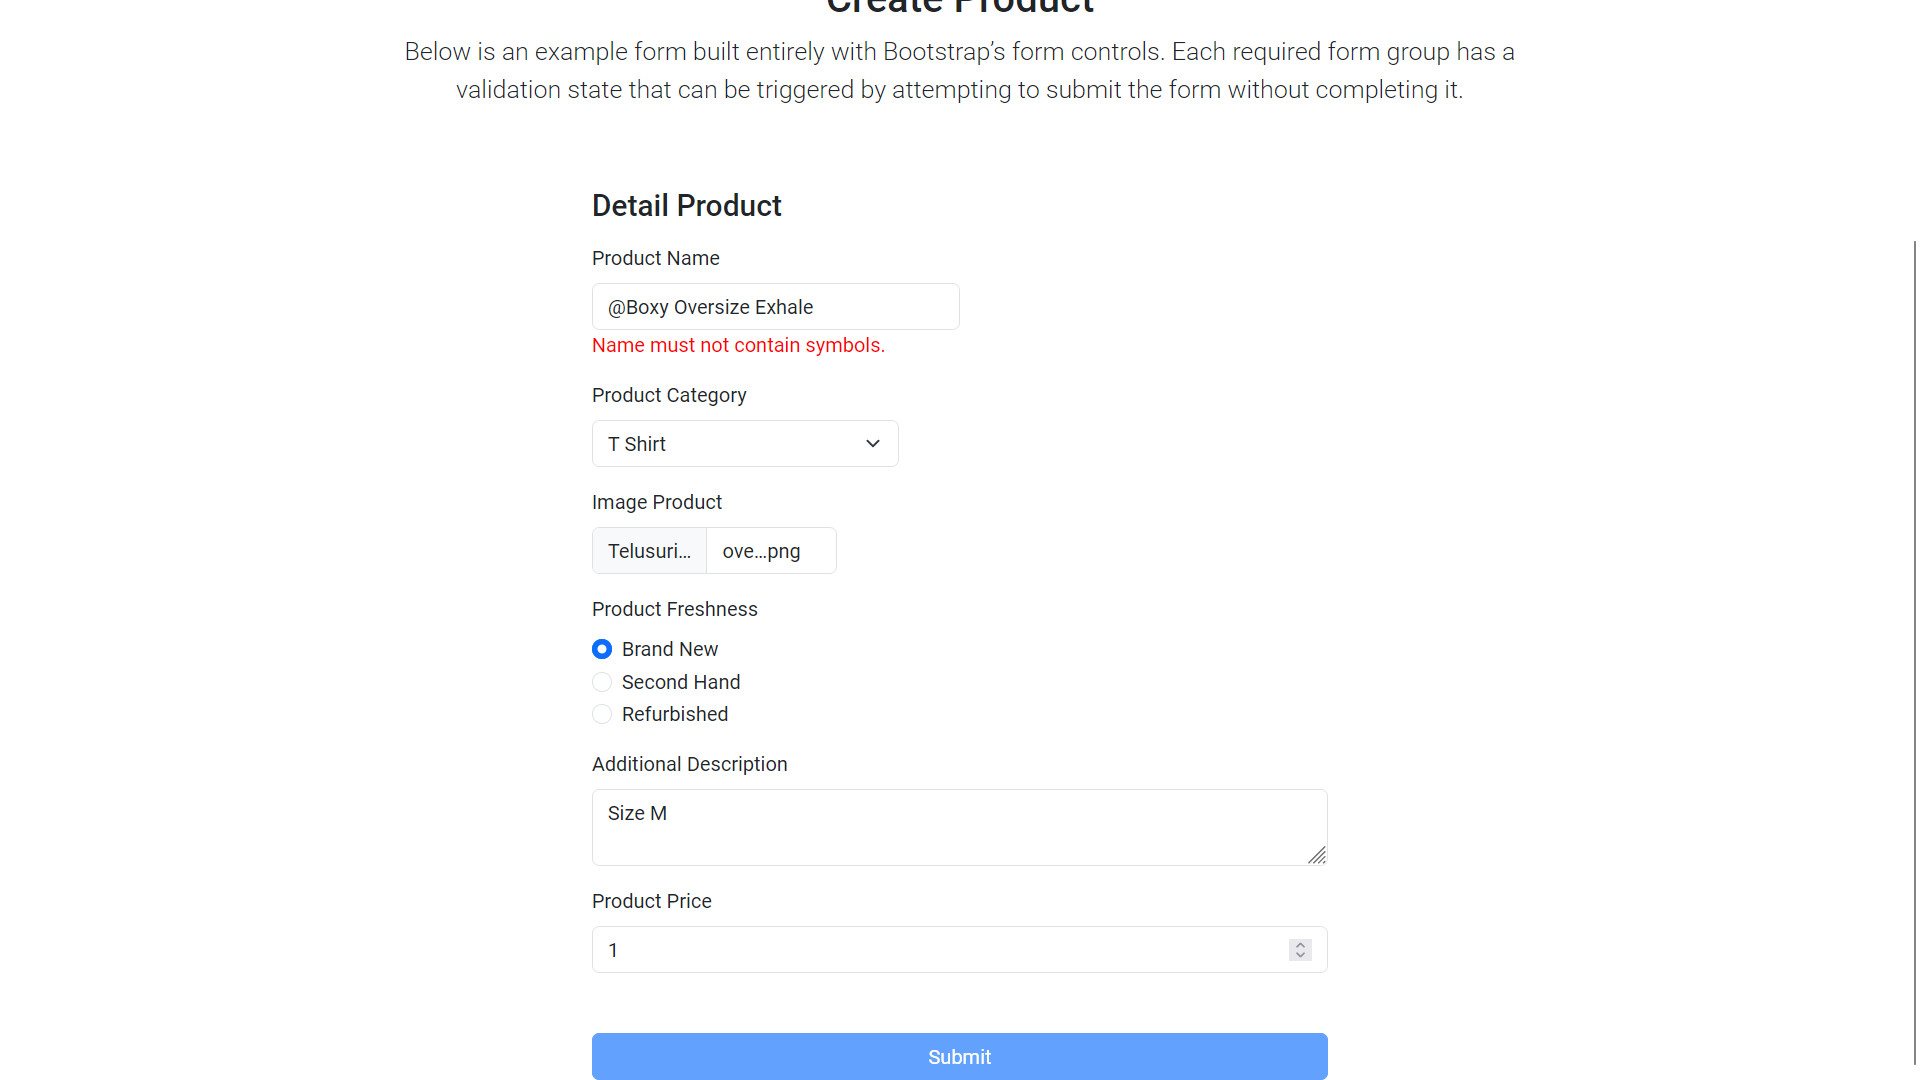 Create Product
Below is an example form built entirely with Bootstrap’s form controls. Each required form group has a
validation state that can be triggered by attempting to submit the form without completing it.
Detail Product
Product Name
@Boxy Oversize Exhale
Name must not contain symbols.
Product Category
T Shirt
Image Product
Telusuri... ove...png
Product Freshness
Brand New
Second Hand
Refurbished
Additional Description
Size M
Product Price
1
Submit